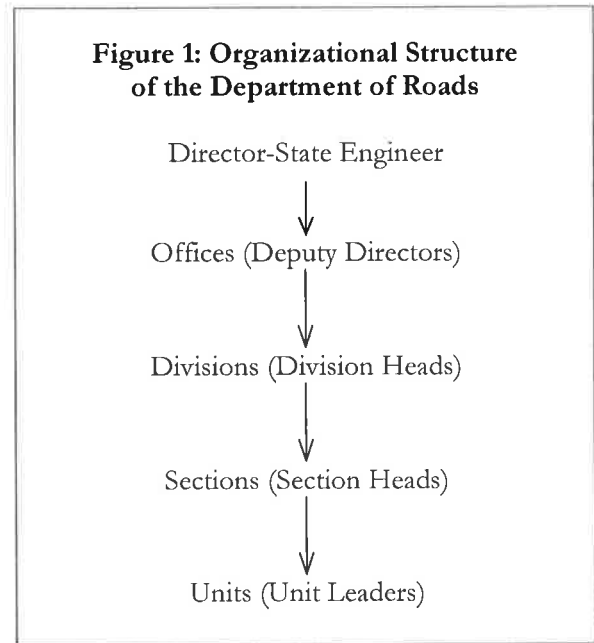 Figure 1: Organizational Structure
of the Department of Roads
Director-State Engineer
Offices (Deputy Directors)
Divisions (Division Heads)
Sections (Section Heads)
Units (Unit Leaders)